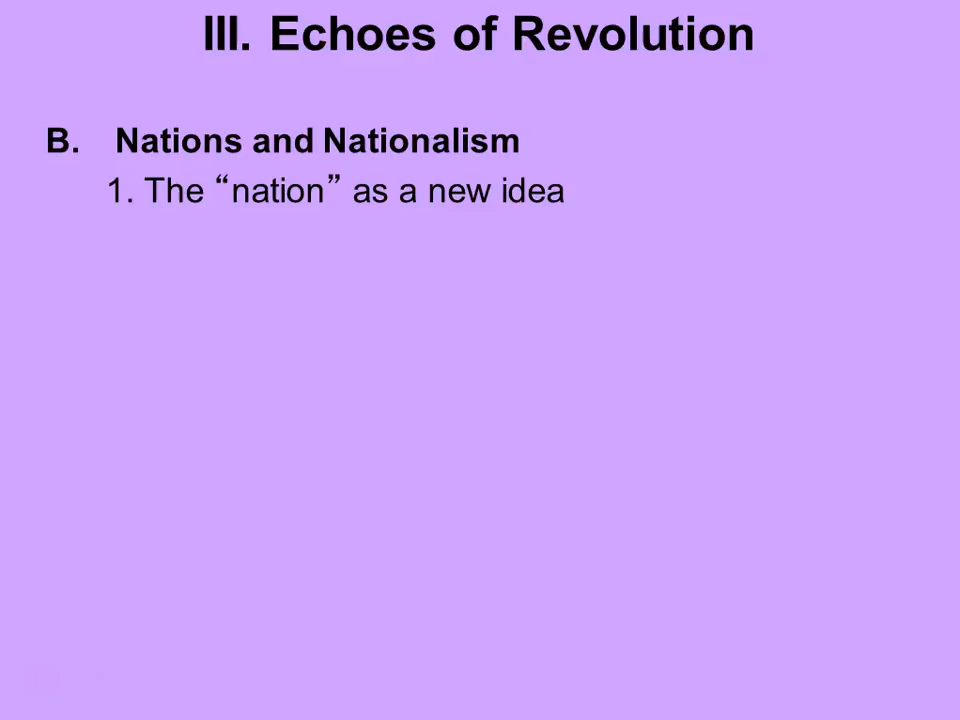 III. Echoes of Revolution
B. Nations and Nationalism
1. The “nation” as a new idea